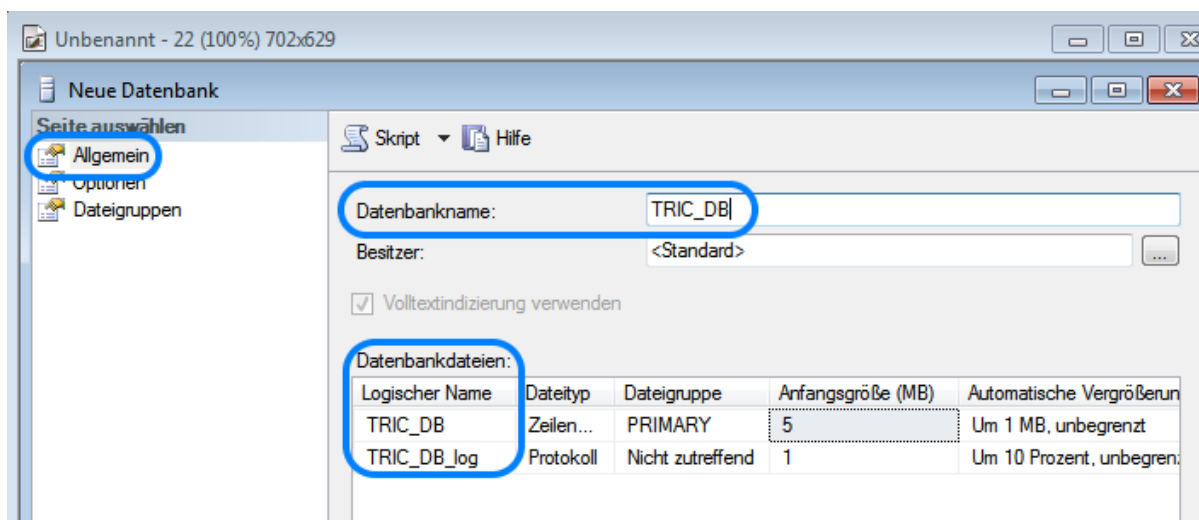 Unbenannt - 22 (100%) 702x629
Neue Datenbank
Seite auswählen
Allgemein
Optionen
Dateigruppen
Skript Hilfe
Datenbankname: TRIC_DB
Besitzer: <Standard> ...
Volltextindizierung verwenden
Datenbankdateien:
Logischer Name Dateityp Dateigruppe Anfangsgröße (MB) Automatische Vergrößerun
TRIC_DB Zeilen... PRIMARY 5 Um 1 MB, unbegrenzt
TRIC_DB_log Protokoll Nicht zutreffend 1 Um 10 Prozent, unbegrenz